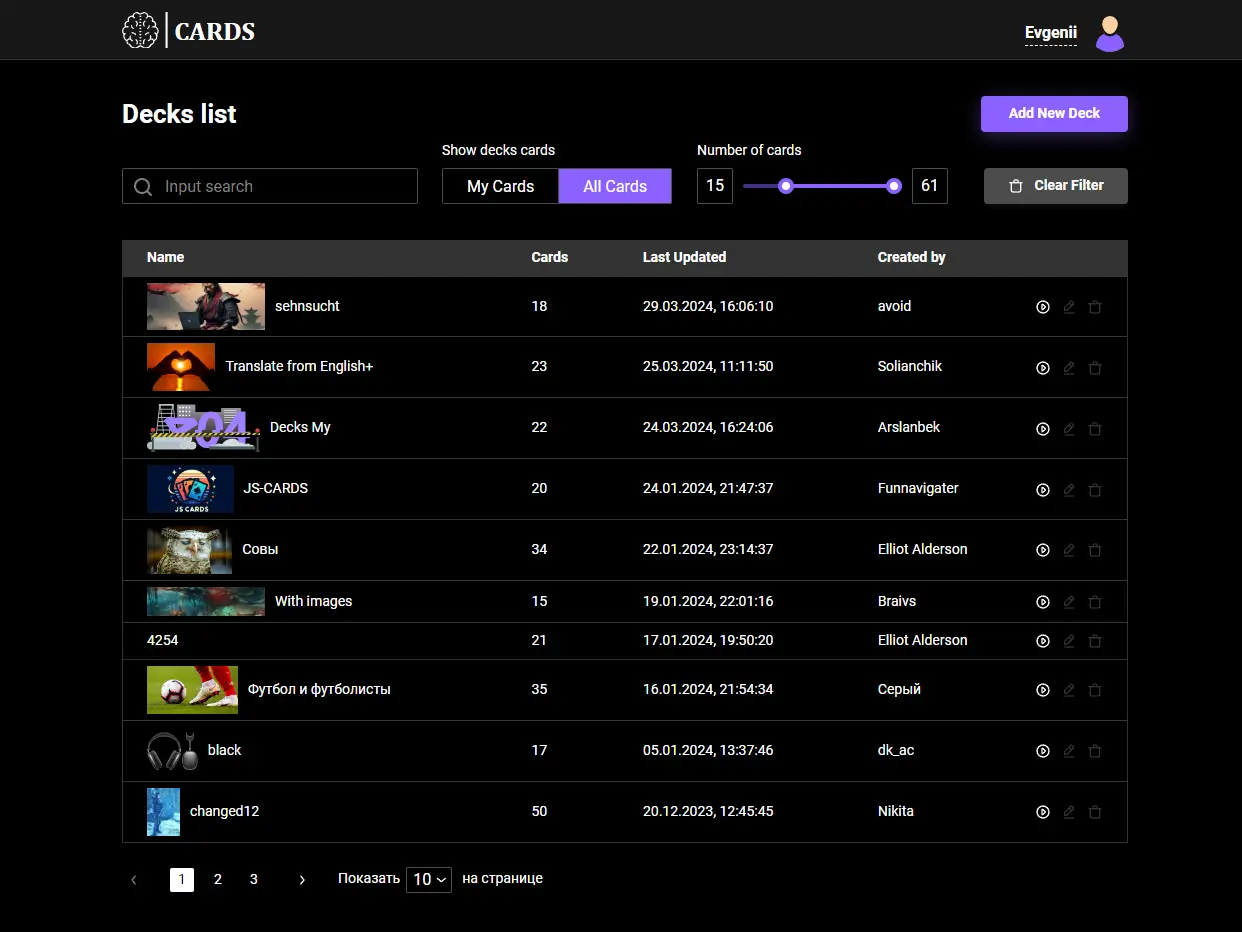 CARDS
Evgenii
Decks list
Add New Deck
Show decks cards
Number of cards
Input search
My Cards All Cards
15 61
Clear Filter
Name Cards Last Updated Created by
sehnsucht 18 29.03.2024, 16:06:10 avoid
Translate from English+ 23 25.03.2024, 11:11:50 Solianchik
404
Decks My 22 24.03.2024, 16:24:06 Arslanbek
JS CARDS
JS-CARDS 20 24.01.2024, 21:47:37 Funnavigater
Совы 34 22.01.2024, 23:14:37 Elliot Alderson
With images 15 19.01.2024, 22:01:16 Braivs
4254 21 17.01.2024, 19:50:20 Elliot Alderson
Футбол и футболисты 35 16.01.2024, 21:54:34 Серый
black 17 05.01.2024, 13:37:46 dk_ac
changed12 50 20.12.2023, 12:45:45 Nikita
1 2 3 Показать 10 на странице